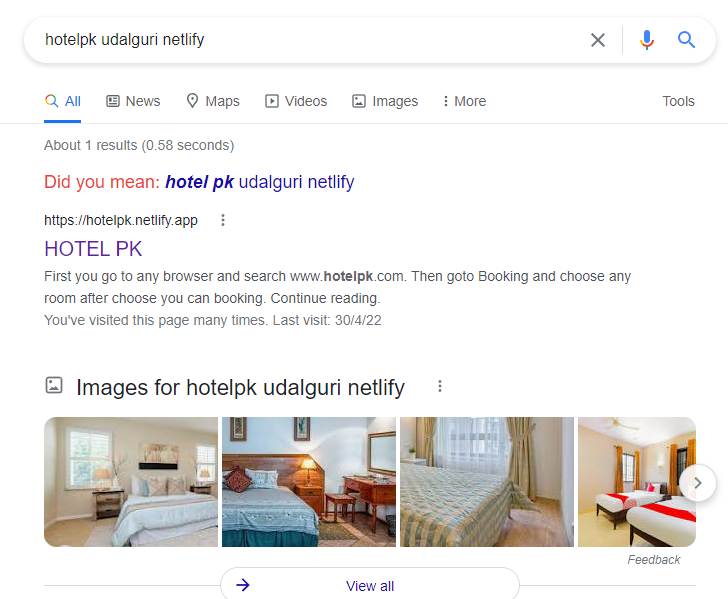 hotelpk udalguri netlify
All News Maps Videos Images More Tools
About 1 results (0.58 seconds)
Did you mean: hotel pk udalguri netlify
https://hotelpk.netlify.app
HOTEL PK
First you go to any browser and search www.hotelpk.com. Then goto Booking and choose any
room after choose you can booking. Continue reading.
You've visited this page many times. Last visit: 30/4/22
Images for hotelpk udalguri netlify
Feedback
View all